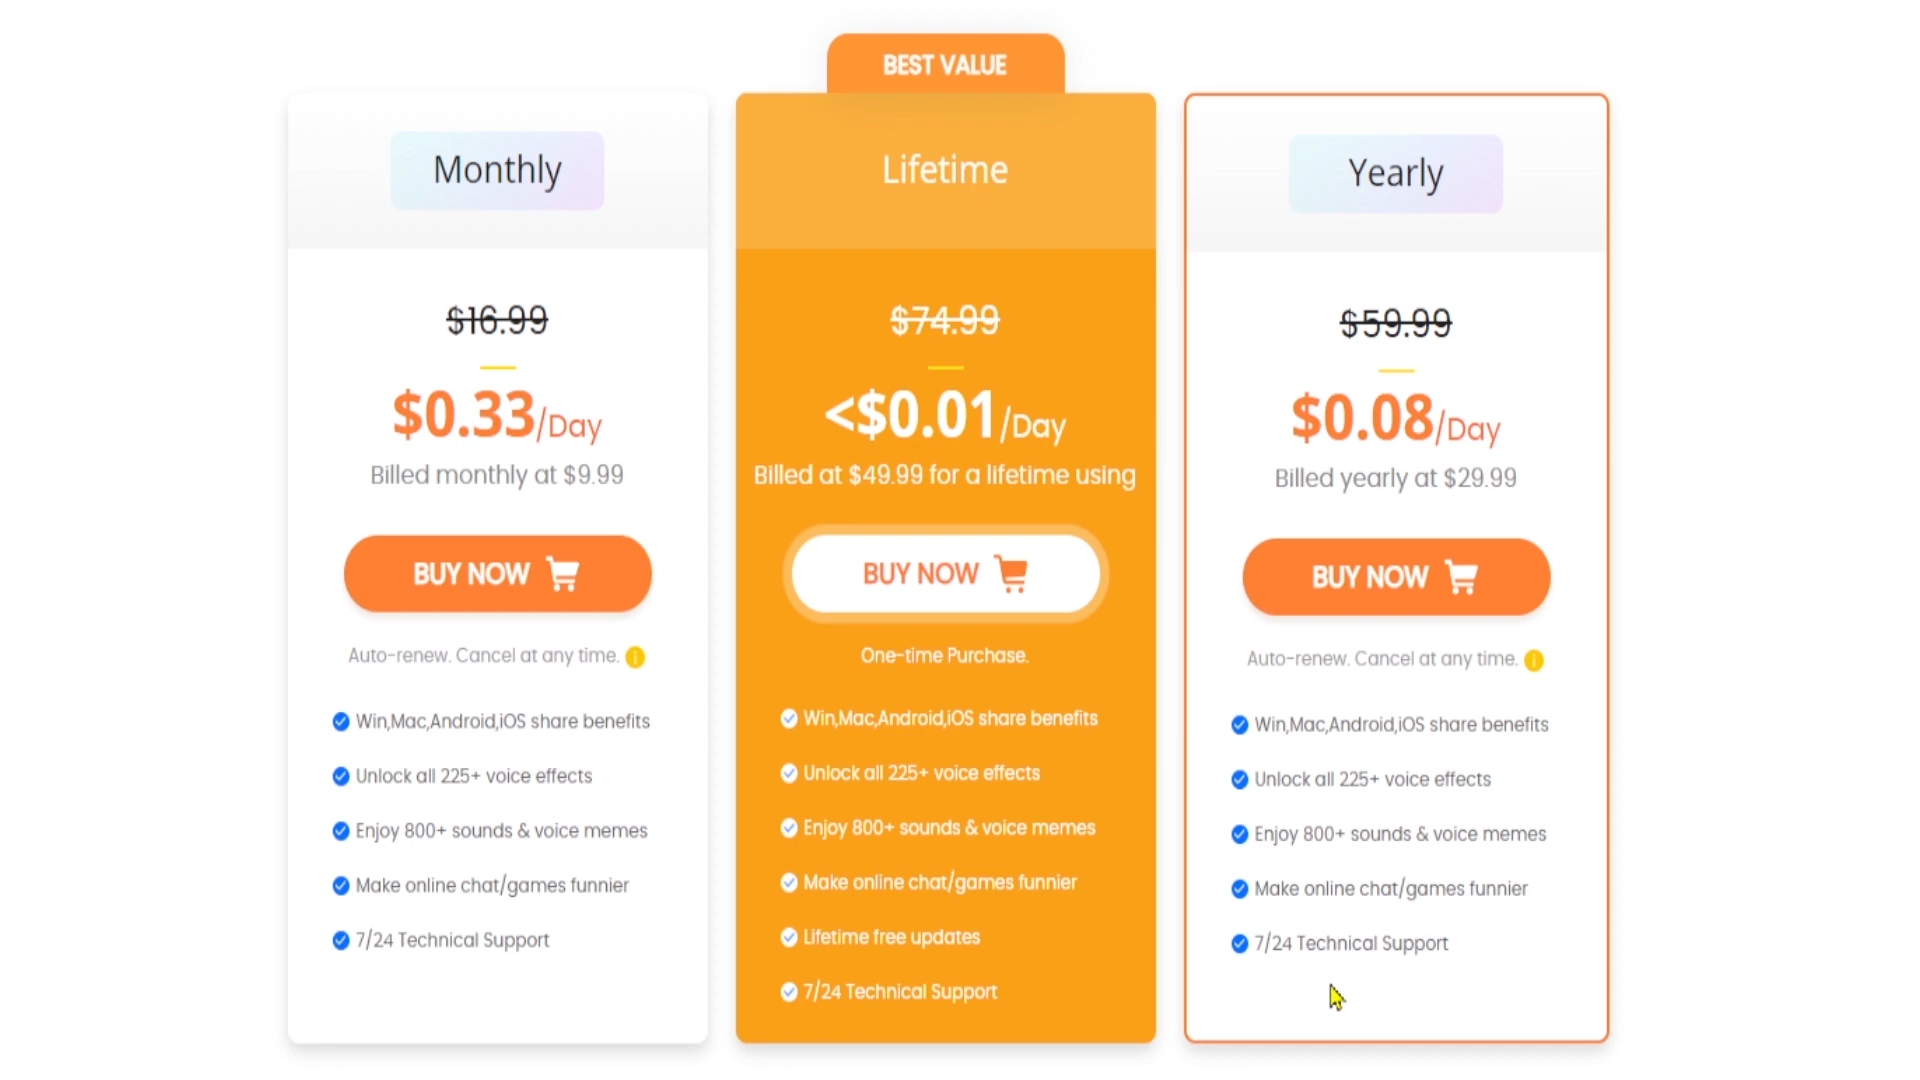 BEST VALUE
Monthly
$16.99
$0.33/Day
Billed monthly at $9.99
BUY NOW
Auto-renew. Cancel at any time.
Win,Mac,Android,iOS share benefits
Unlock all 225+ voice effects
Enjoy 800+ sounds & voice memes
Make online chat/games funnier
7/24 Technical Support
Lifetime
$74.99
<$0.01/Day
Billed at $49.99 for a lifetime using
BUY NOW
One-time Purchase.
Win,Mac,Android,iOS share benefits
Unlock all 225+ voice effects
Enjoy 800+ sounds & voice memes
Make online chat/games funnier
Lifetime free updates
7/24 Technical Support
Yearly
$59.99
$0.08/Day
Billed yearly at $29.99
BUY NOW
Auto-renew. Cancel at any time.
Win,Mac,Android,iOS share benefits
Unlock all 225+ voice effects
Enjoy 800+ sounds & voice memes
Make online chat/games funnier
7/24 Technical Support